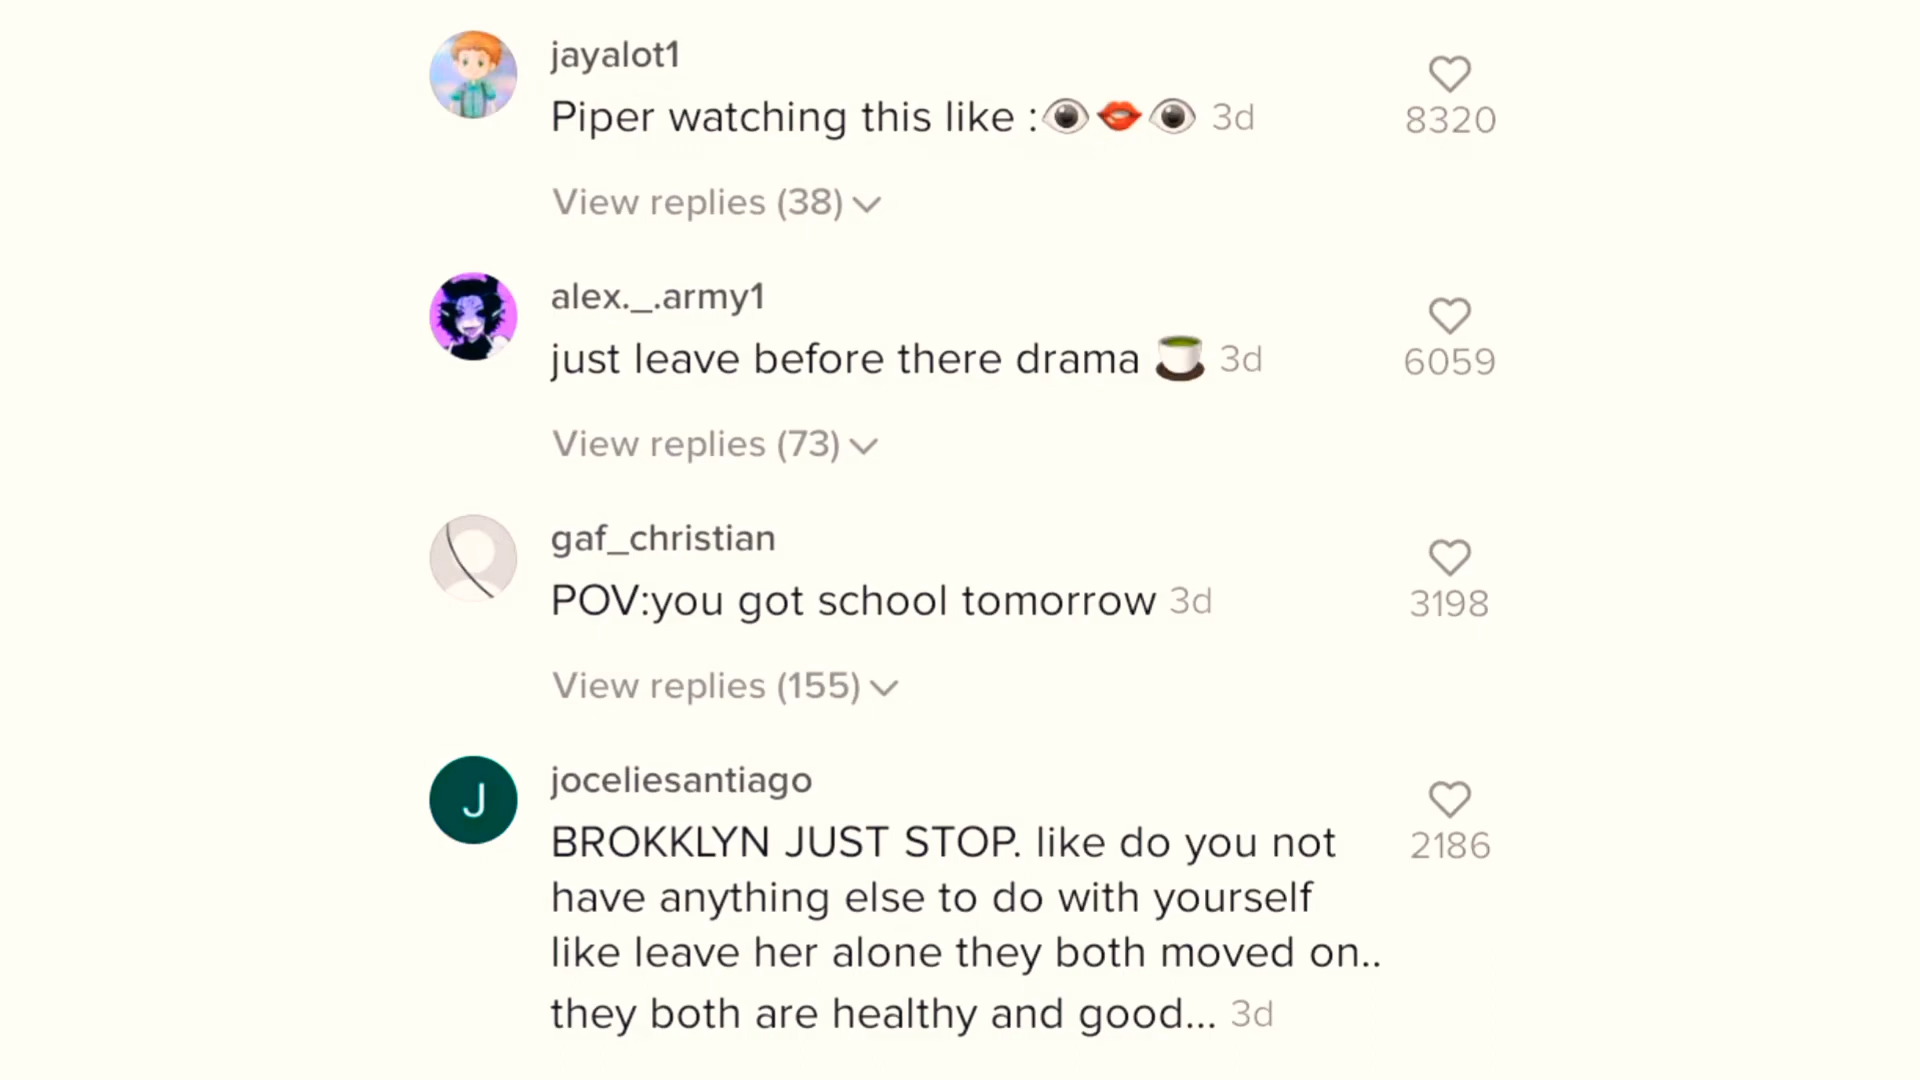 jayalot1
Piper watching this like :👁️👄👁️ 3d
8320
View replies (38)
alex._.army1
just leave before there drama 🍵 3d
6059
View replies (73)
gaf_christian
POV:you got school tomorrow 3d
3198
View replies (155)
J
joceliesantiago
BROKKLYN JUST STOP. like do you not
2186
have anything else to do with yourself
like leave her alone they both moved on..
they both are healthy and good... 3d